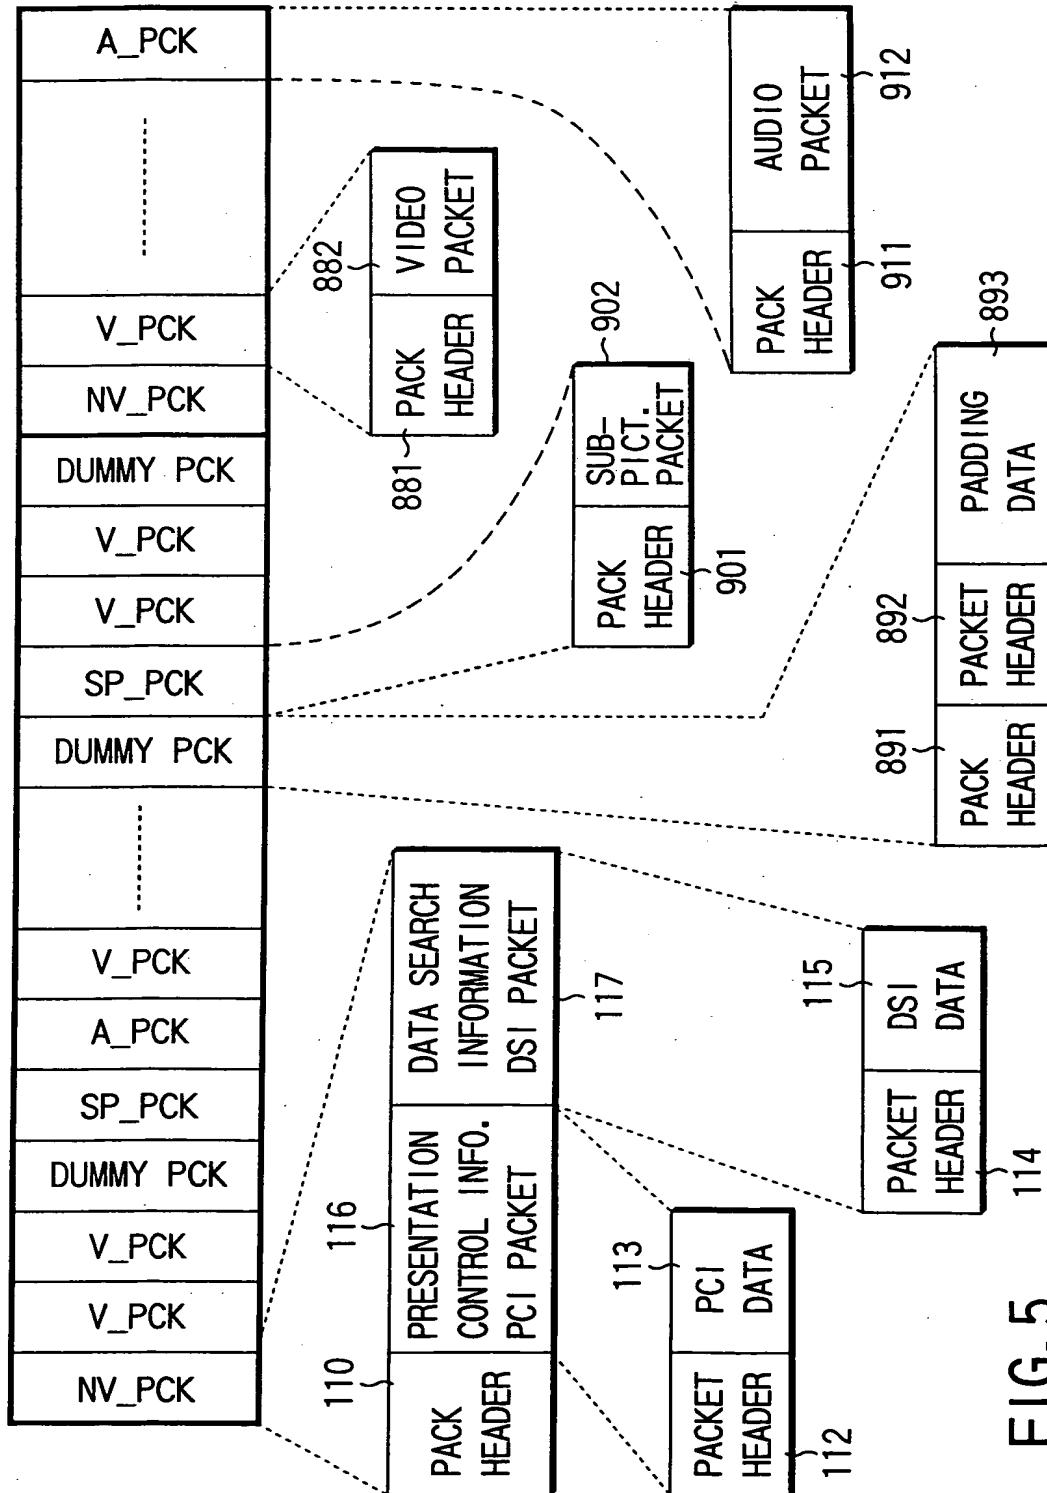 NV_PCK
V_PCK
V_PCK
DUMMY PCK
SP_PCK
A_PCK
V_PCK
DUMMY PCK
SP_PCK
V_PCK
V_PCK
DUMMY PCK
NV_PCK
V_PCK
A_PCK
110
116
PACK
HEADER
PRESENTATION
CONTROL INFO.
PCI PACKET
DATA SEARCH
INFORMATION
DSI PACKET
117
881
882
PACK
HEADER
VIDEO
PACKET
PACK
HEADER
901
SUB-
PICT.
PACKET
902
113
PACKET
HEADER
112
PCI
DATA
PACK
HEADER
911
AUDIO
PACKET
912
115
PACKET
HEADER
114
DSI
DATA
891
892
893
PACK
HEADER
PACKET
HEADER
PADDING
DATA
FIG. 5